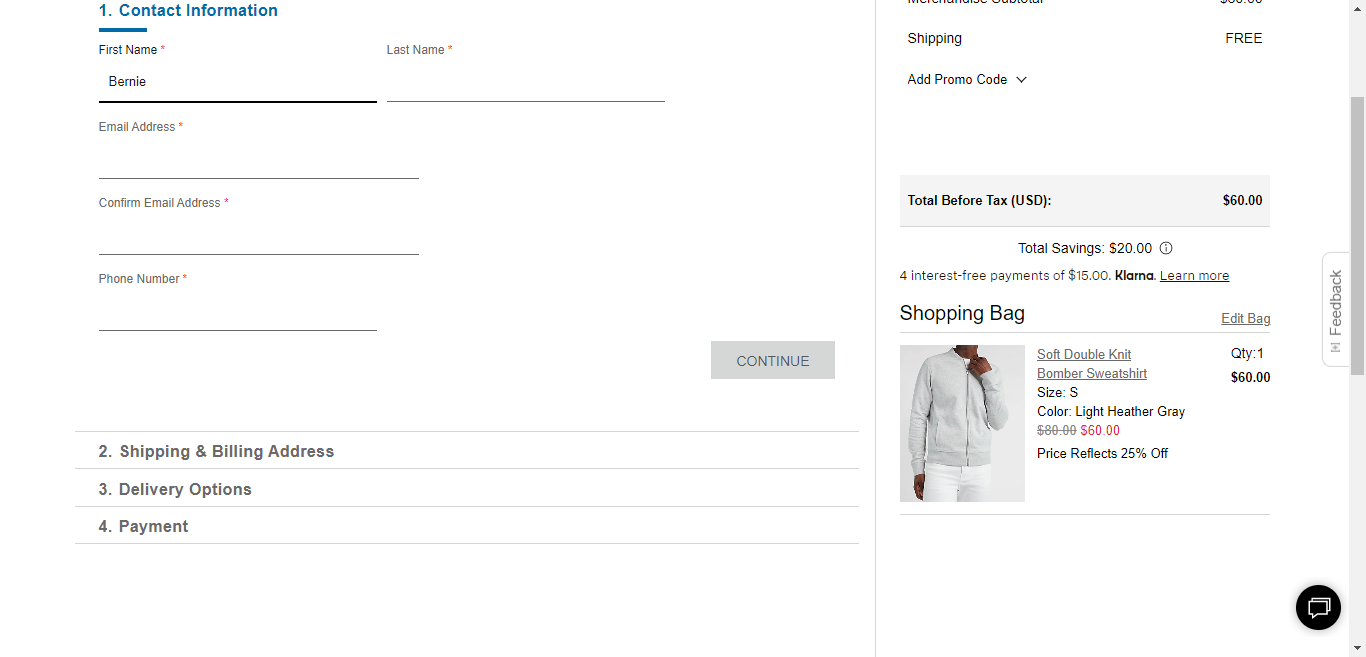 1. Contact Information
First Name *
Last Name *
Bernie
Email Address *
Confirm Email Address *
Phone Number *
CONTINUE
2. Shipping & Billing Address
3. Delivery Options
4. Payment
Merchandise Subtotal
Shipping FREE
Add Promo Code
Total Before Tax (USD): $60.00
Total Savings: $20.00
4 interest-free payments of $15.00. Klarna. Learn more
Shopping Bag
Edit Bag
Soft Double Knit
Bomber Sweatshirt
Qty:1
$60.00
Size: S
Color: Light Heather Gray
$80.00 $60.00
Price Reflects 25% Off
Feedback